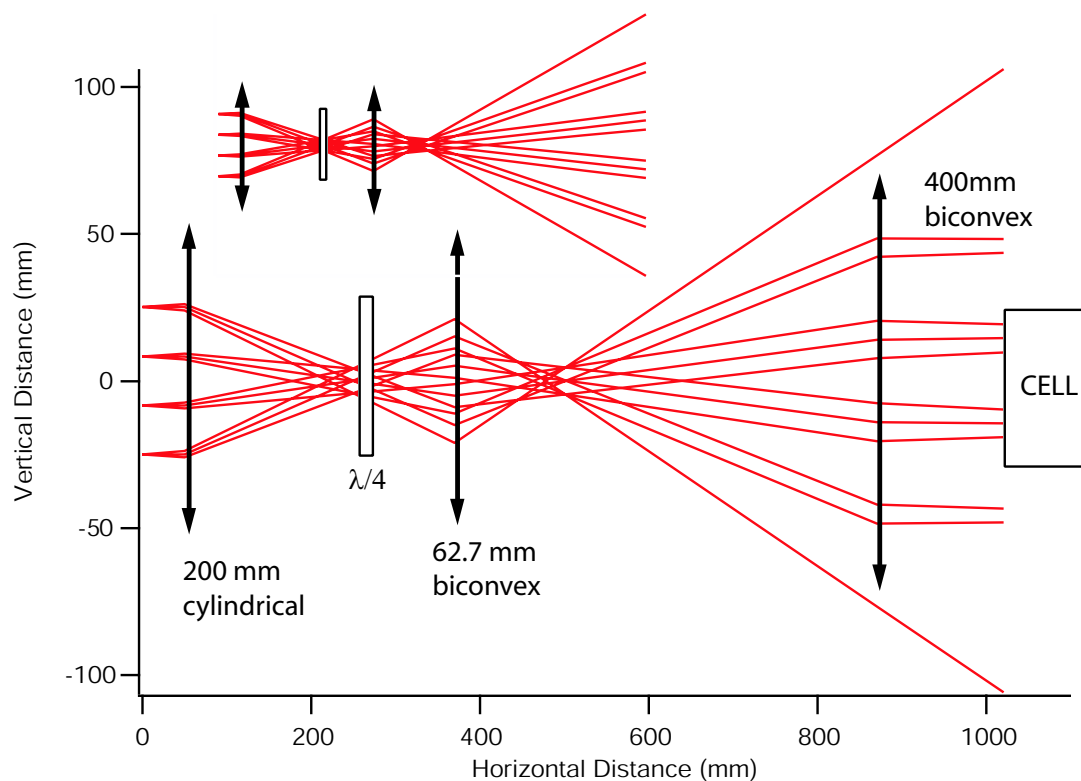 100
50
0
-50
-100
Vertical Distance (mm)
400mm
biconvex
CELL
λ/4
200 mm
cylindrical
62.7 mm
biconvex
0
200
400
600
800
1000
Horizontal Distance (mm)